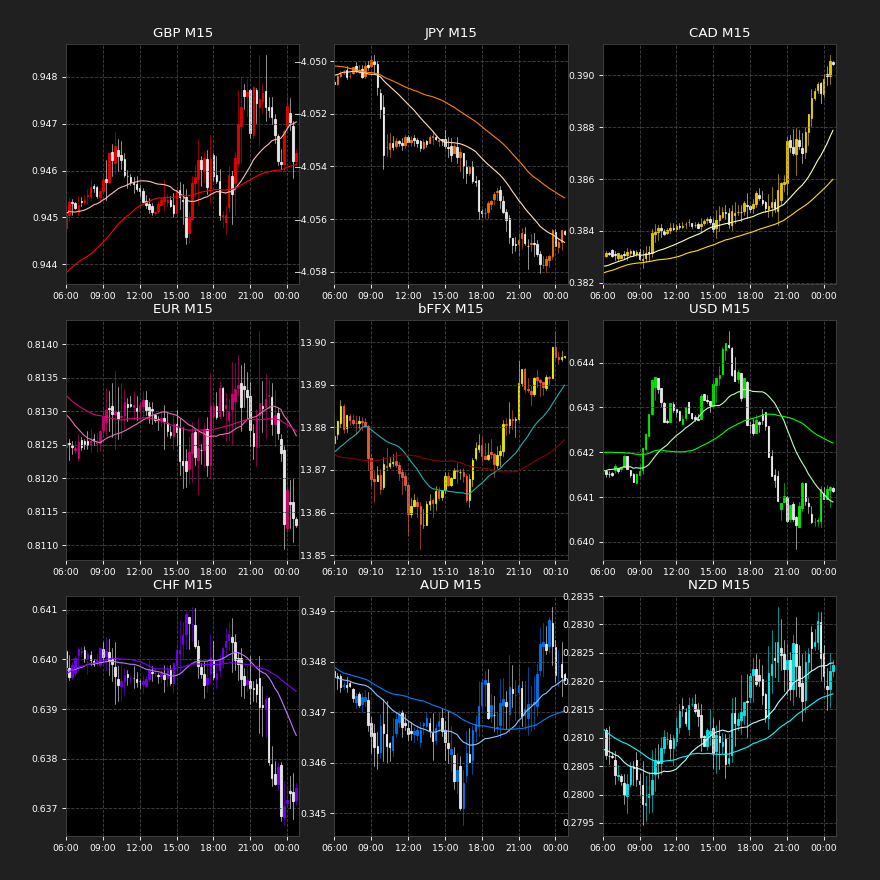 GBP M15
0.948
0.947
0.946
0.945
0.944
06:00 09:00 12:00 15:00 18:00 21:00 00:00
JPY M15
−4.050
−4.052
−4.054
−4.056
−4.058
06:00 09:00 12:00 15:00 18:00 21:00 00:00
CAD M15
0.390
0.388
0.386
0.384
0.382
06:00 09:00 12:00 15:00 18:00 21:00 00:00
EUR M15
0.8140
0.8135
0.8130
0.8125
0.8120
0.8115
0.8110
06:00 09:00 12:00 15:00 18:00 21:00 00:00
bFFX M15
13.90
13.89
13.88
13.87
13.86
13.85
06:10 09:10 12:10 15:10 18:10 21:10 00:10
USD M15
0.644
0.643
0.642
0.641
0.640
06:00 09:00 12:00 15:00 18:00 21:00 00:00
CHF M15
0.641
0.640
0.639
0.638
0.637
06:00 09:00 12:00 15:00 18:00 21:00 00:00
AUD M15
0.349
0.348
0.347
0.346
0.345
06:00 09:00 12:00 15:00 18:00 21:00 00:00
NZD M15
0.2835
0.2830
0.2825
0.2820
0.2815
0.2810
0.2805
0.2800
0.2795
06:00 09:00 12:00 15:00 18:00 21:00 00:00